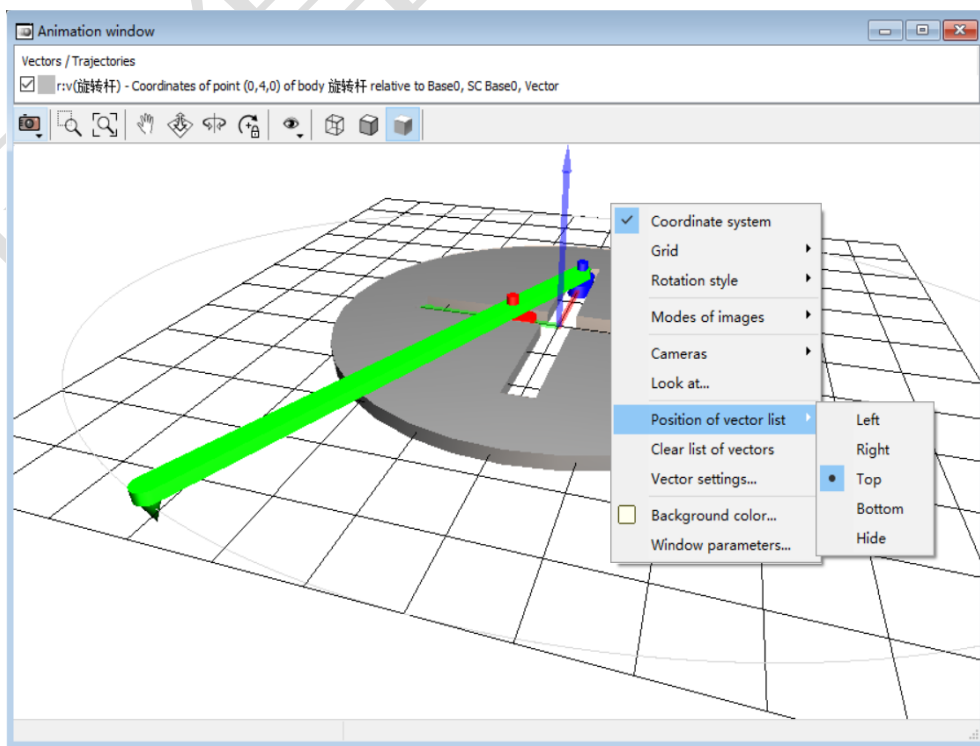 Animation window
Vectors / Trajectories
r:v(旋转杆) - Coordinates of point (0,4,0) of body 旋转杆 relative to Base0, SC Base0, Vector
Coordinate system
Grid
Rotation style
Modes of images
Cameras
Look at...
Position of vector list
Clear list of vectors
Vector settings...
Background color...
Window parameters...
Left
Right
Top
Bottom
Hide